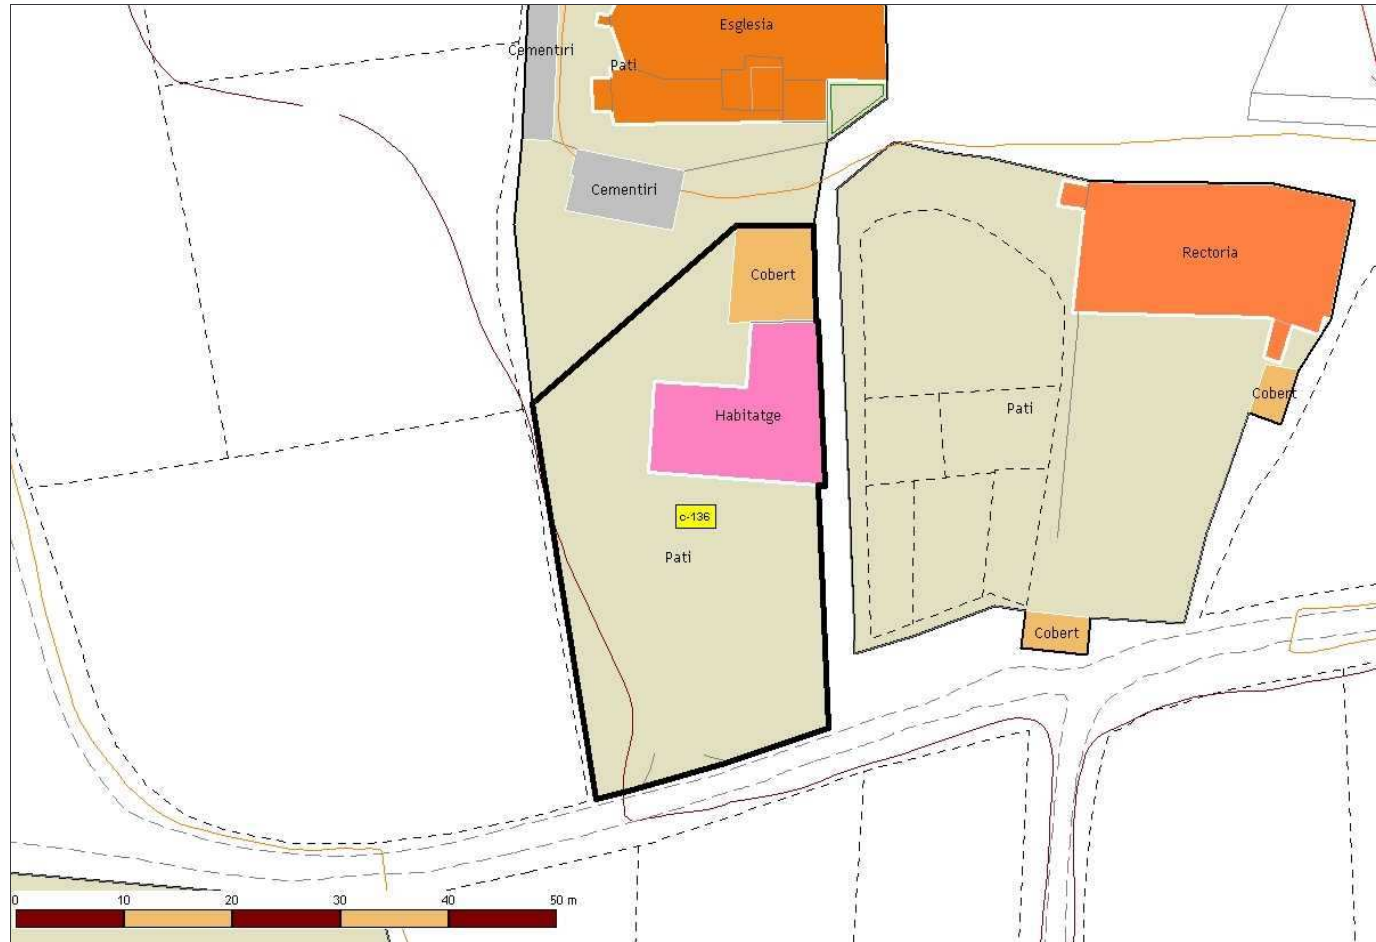 Esglesia
Cementiri
Pati
Cementiri
Rectoria
Cobert
Cobert
Pati
Habitatge
c-136
Pati
Cobert
0 10 20 30 40 50 m